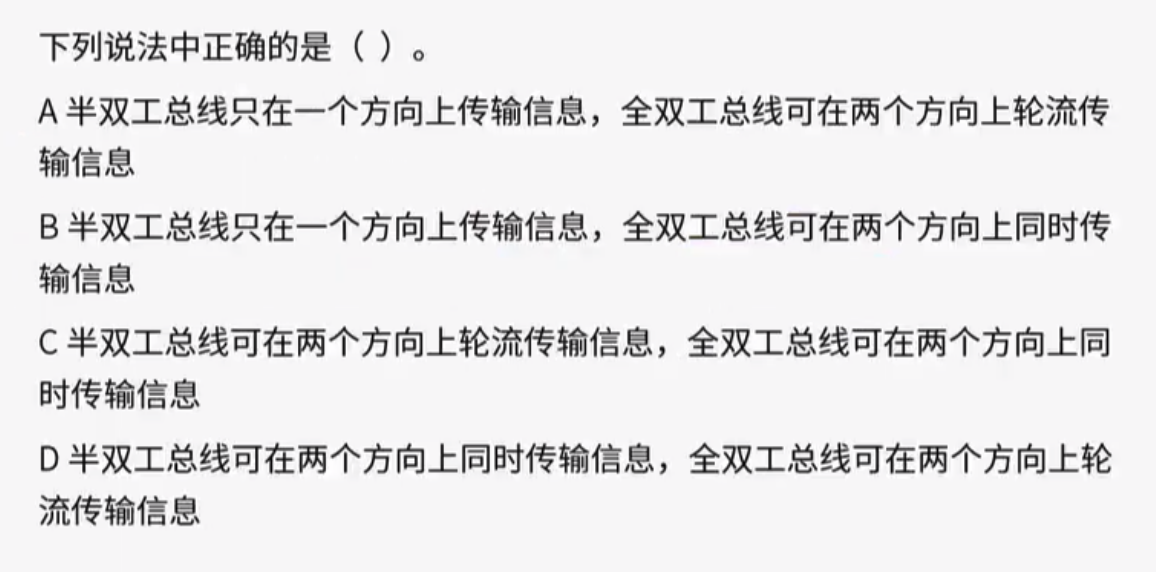 下列说法中正确的是（ ）。
A 半双工总线只在一个方向上传输信息，全双工总线可在两个方向上轮流传
输信息
B 半双工总线只在一个方向上传输信息，全双工总线可在两个方向上同时传
输信息
C 半双工总线可在两个方向上轮流传输信息，全双工总线可在两个方向上同
时传输信息
D 半双工总线可在两个方向上同时传输信息，全双工总线可在两个方向上轮
流传输信息